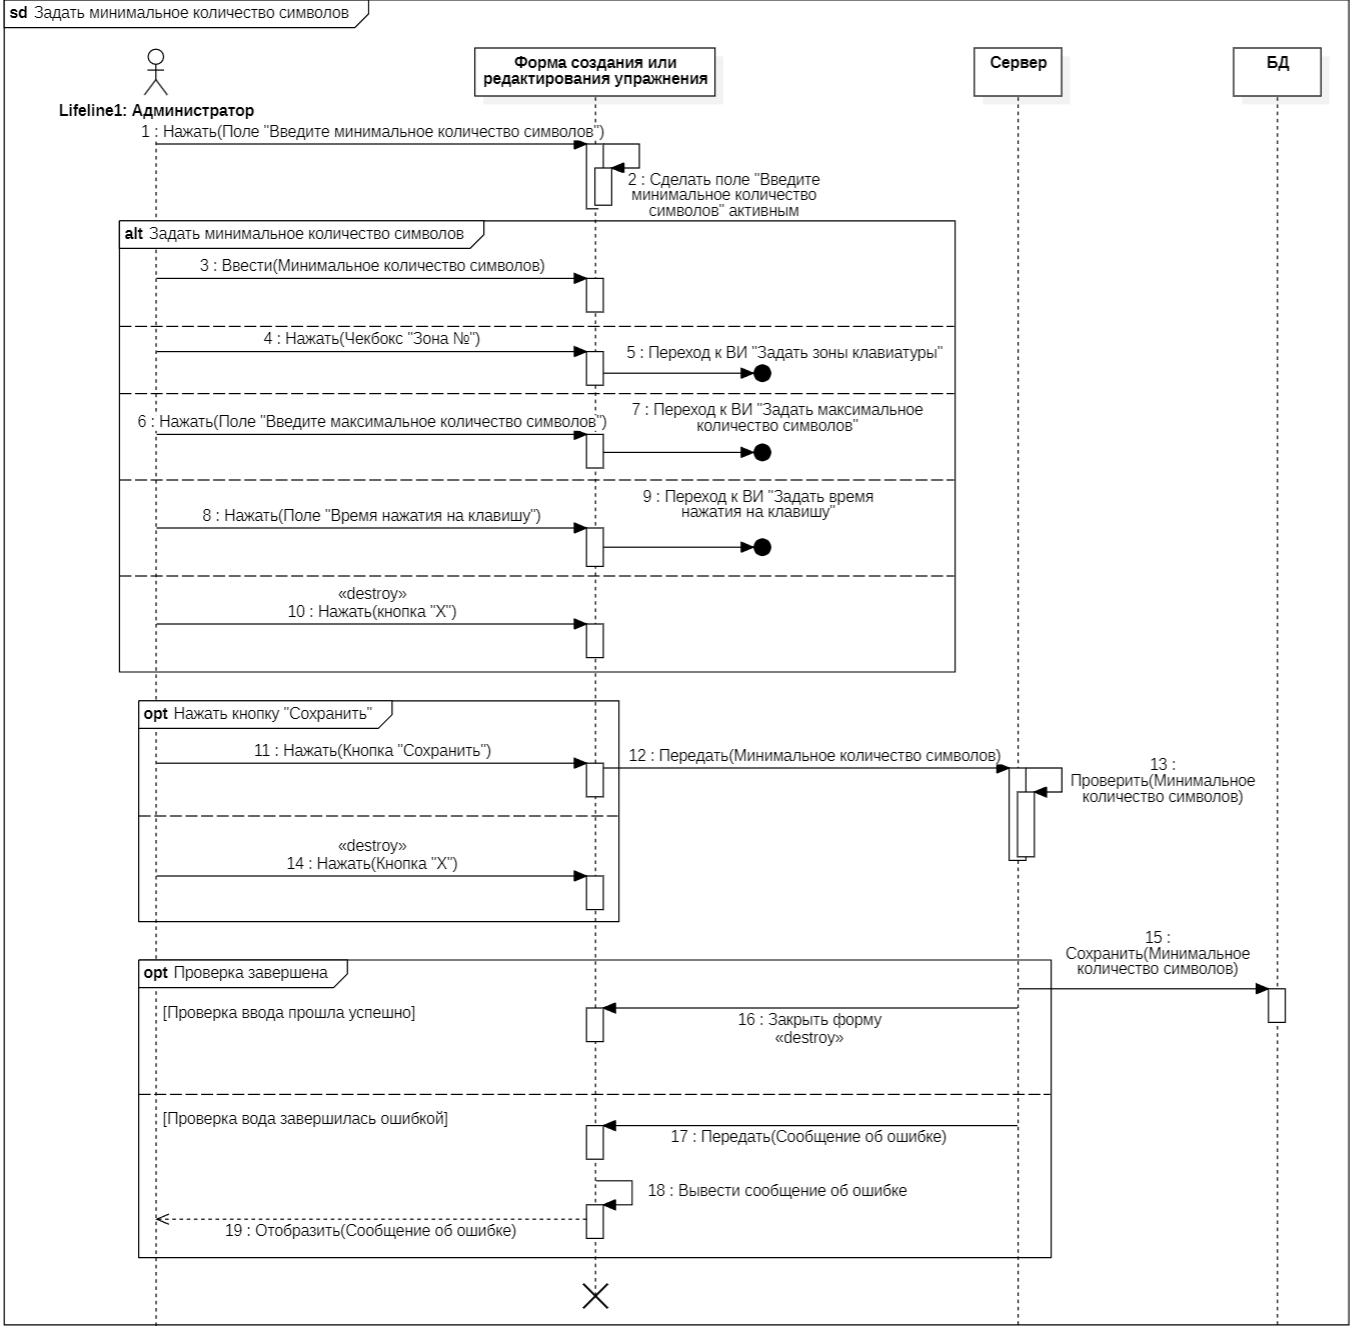 sd Задать минимальное количество символов
Форма создания или
редактирования упражнения
Сервер
БД
Lifeline1: Администратор
1 : Нажать(Поле "Введите минимальное количество символов")
2 : Сделать поле "Введите
минимальное количество
символов" активным
alt Задать минимальное количество символов
3 : Ввести(Минимальное количество символов)
4 : Нажать(Чекбокс "Зона №")
5 : Переход к ВИ "Задать зоны клавиатуры"
6 : Нажать(Поле "Введите максимальное количество символов")
7 : Переход к ВИ "Задать максимальное
количество символов"
8 : Нажать(Поле "Время нажатия на клавишу")
9 : Переход к ВИ "Задать время
нажатия на клавишу"
«destroy»
10 : Нажать(кнопка "X")
opt Нажать кнопку "Сохранить"
11 : Нажать(Кнопка "Сохранить")
12 : Передать(Минимальное количество символов)
13 :
Проверить(Минимальное
количество символов)
«destroy»
14 : Нажать(Кнопка "X")
15 :
Сохранить(Минимальное
количество символов)
opt Проверка завершена
[Проверка ввода прошла успешно]
16 : Закрыть форму
«destroy»
[Проверка вода завершилась ошибкой]
17 : Передать(Сообщение об ошибке)
18 : Вывести сообщение об ошибке
19 : Отобразить(Сообщение об ошибке)